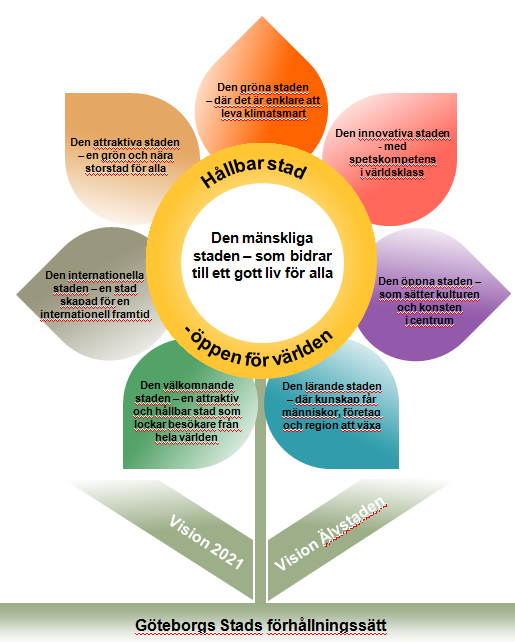 Den gröna staden
– där det är enklare att
leva klimatsmart
Den attraktiva staden
– en grön och nära
storstad för alla
Den innovativa staden
- med
spetskompetens
i världsklass
Hållbar stad
Den mänskliga
staden – som bidrar
till ett gott liv för alla
- öppen för världen
Den internationella
staden – en stad
skapad för en
internationell framtid
Den öppna staden –
som sätter kulturen
och konsten
i centrum
Den välkomnande
staden – en attraktiv
och hållbar stad som
lockar besökare från
hela världen
Den lärande staden
– där kunskap får
människor, företag
och region att växa
Vision 2021
Vision Älvstaden
Göteborgs Stads förhållningssätt